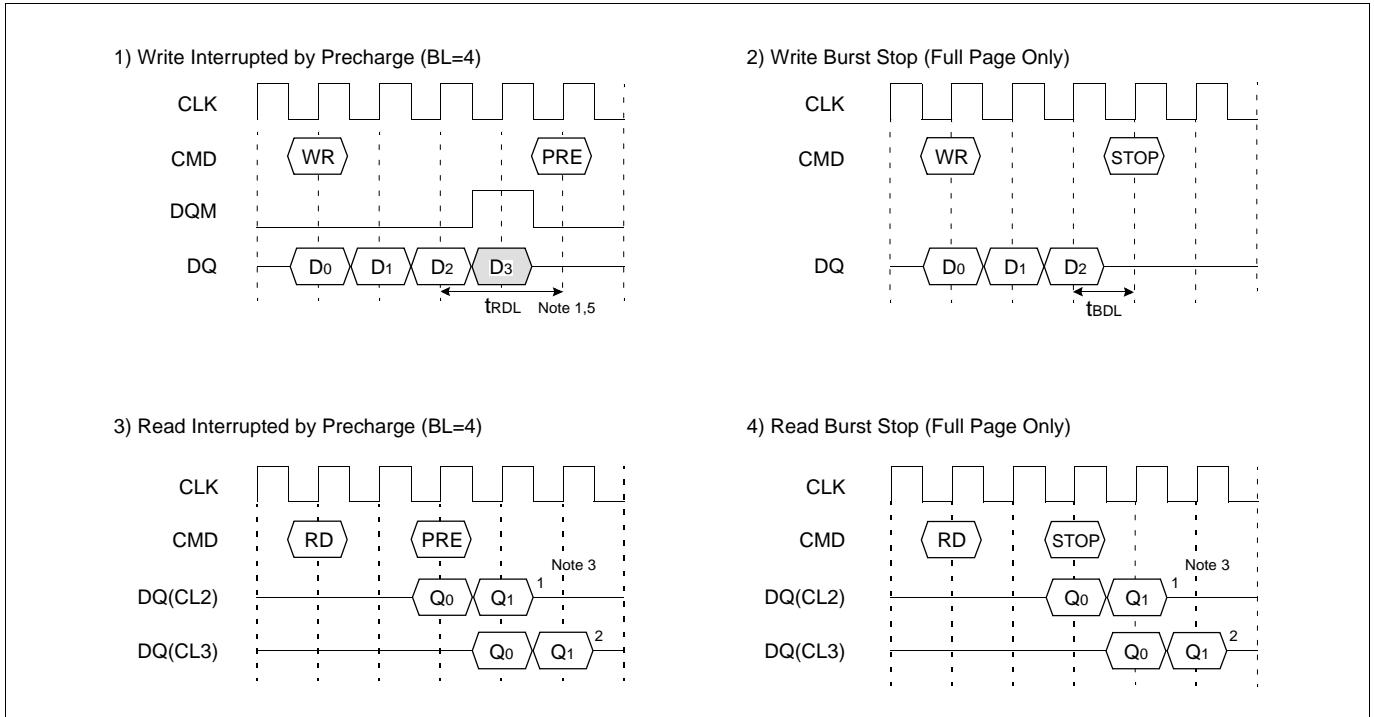 1) Write Interrupted by Precharge (BL=4)
CLK
CMD WR PRE
DQM
DQ D0 D1 D2 D3
tRDL Note 1,5
2) Write Burst Stop (Full Page Only)
CLK
CMD WR STOP
DQ D0 D1 D2
tBDL
3) Read Interrupted by Precharge (BL=4)
CLK
CMD RD PRE
Note 3
DQ(CL2) Q0 Q1 1
DQ(CL3) Q0 Q1 2
4) Read Burst Stop (Full Page Only)
CLK
CMD RD STOP
Note 3
DQ(CL2) Q0 Q1 1
DQ(CL3) Q0 Q1 2